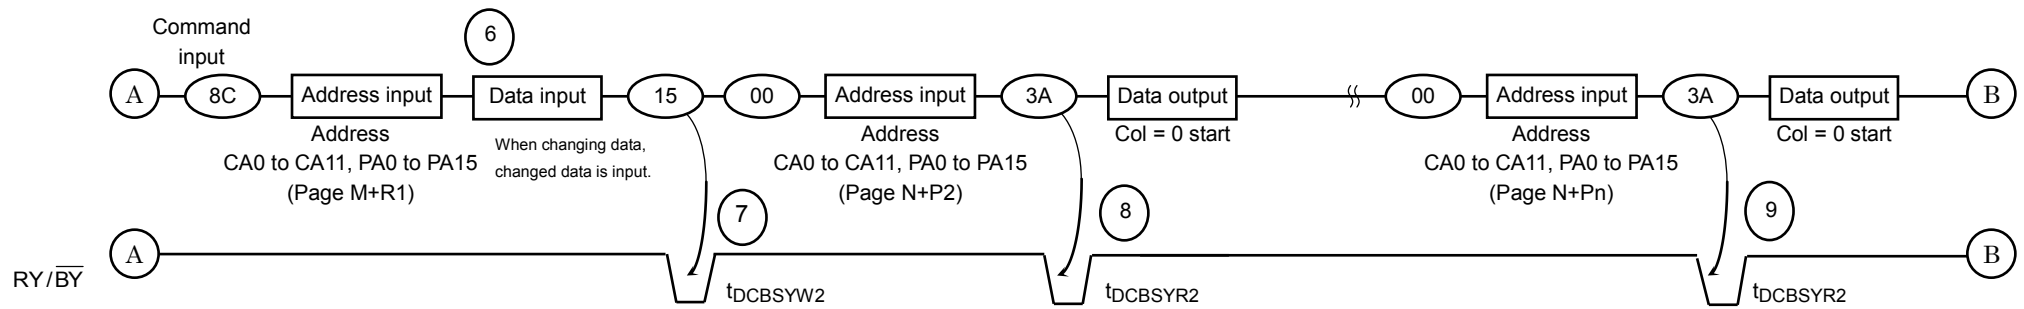 Command
input
6
A 8C Address input Data input 15 00 Address input 3A Data output 00 Address input 3A Data output B
Address
CA0 to CA11, PA0 to PA15
(Page M+R1)
When changing data,
changed data is input.
Address
CA0 to CA11, PA0 to PA15
(Page N+P2)
Col = 0 start
Address
CA0 to CA11, PA0 to PA15
(Page N+Pn)
Col = 0 start
7
8
9
A
B
RY/BY
tDCBSYW2
tDCBSYR2
tDCBSYR2